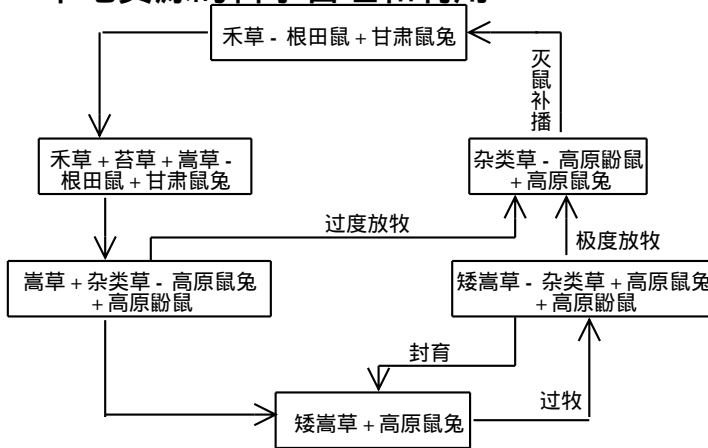 禾草 - 根田鼠 + 甘肃鼠兔
灭鼠补播
禾草 + 苔草 + 嵩草 -
根田鼠 + 甘肃鼠兔
杂类草 - 高原鼢鼠
+ 高原鼠兔
过度放牧
极度放牧
嵩草 + 杂类草 - 高原鼠兔
+ 高原鼢鼠
矮嵩草 - 杂类草 + 高原鼠兔
+ 高原鼢鼠
封育
过牧
矮嵩草 + 高原鼠兔